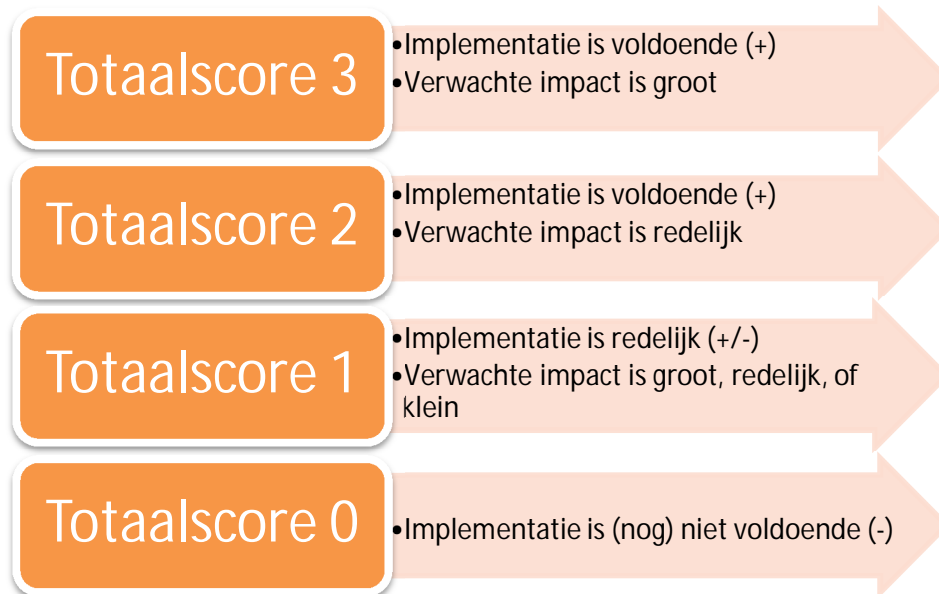 Totaalscore 3
•Implementatie is voldoende (+)
•Verwachte impact is groot
Totaalscore 2
•Implementatie is voldoende (+)
•Verwachte impact is redelijk
Totaalscore 1
•Implementatie is redelijk (+/-)
•Verwachte impact is groot, redelijk, of
klein
Totaalscore 0
•Implementatie is (nog) niet voldoende (-)